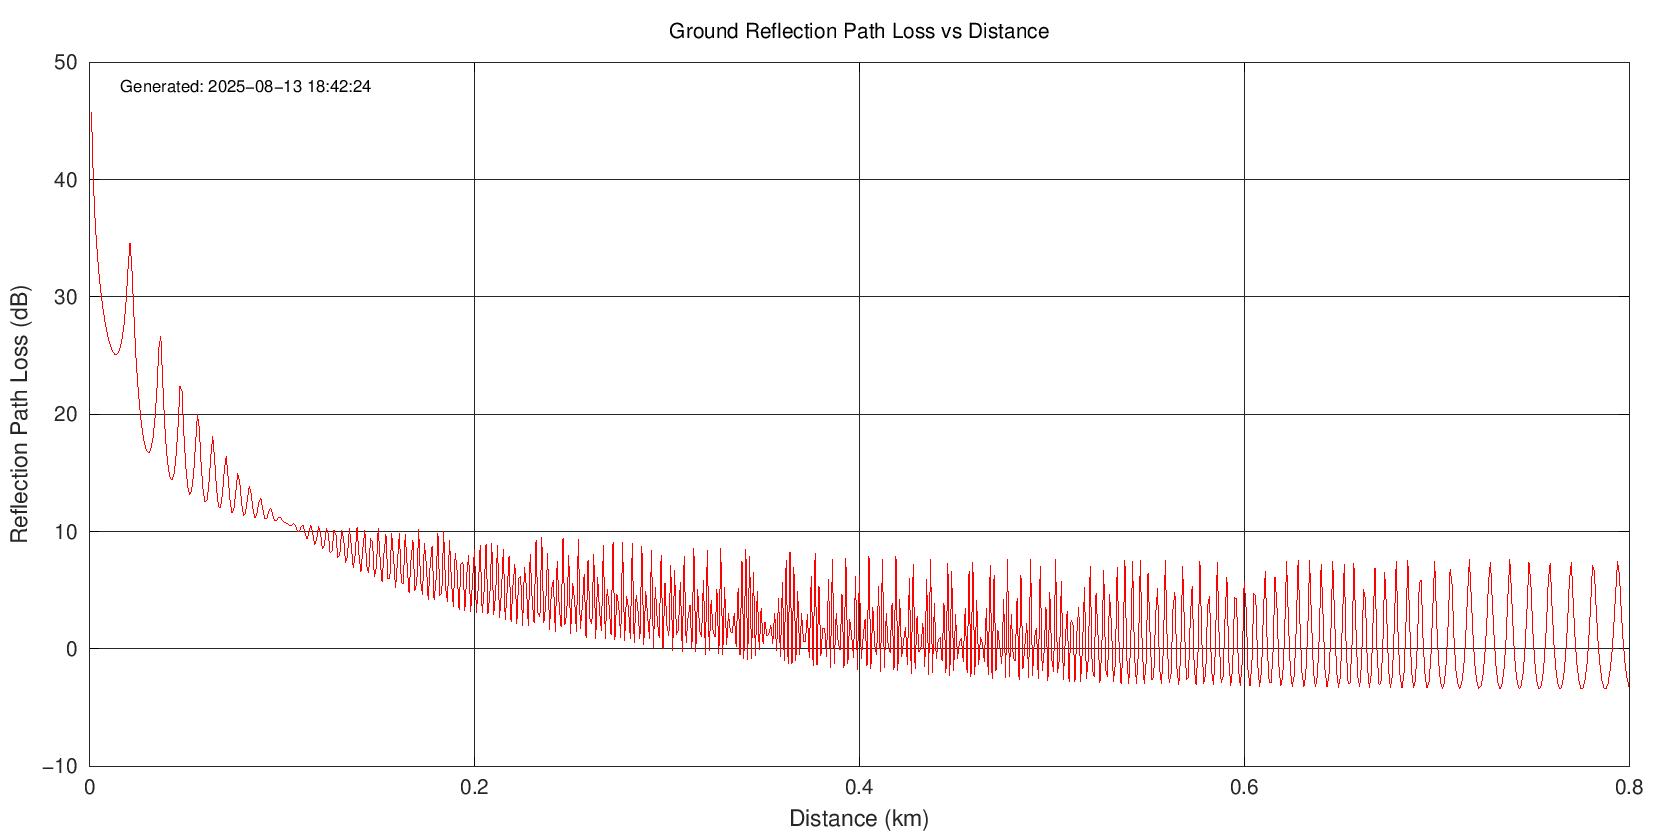 Ground Reflection Path Loss vs Distance
Generated: 2025−08−13 18:42:24
Reflection Path Loss (dB)
50
40
30
20
10
0
−10
0 0.2 0.4 0.6 0.8
Distance (km)